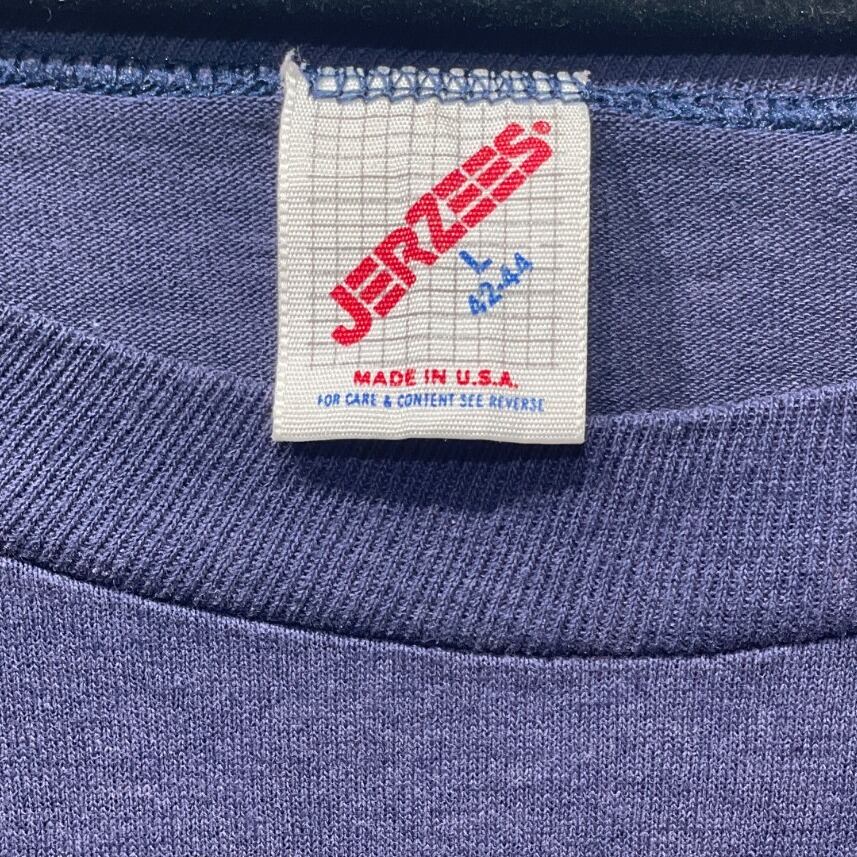 JERZEES®
L
42-44
MADE IN U.S.A.
FOR CARE & CONTENT SEE REVERSE